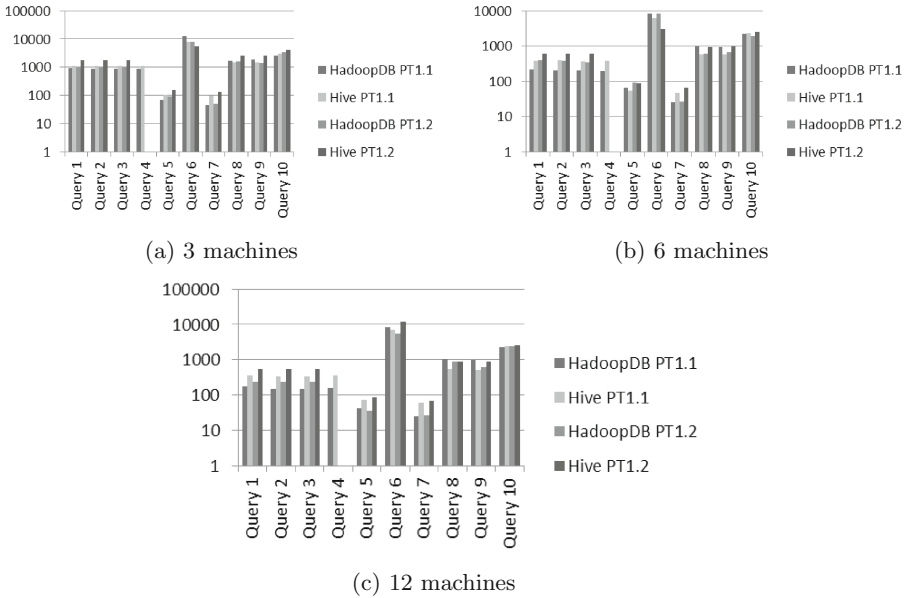 100000
10000
1000
100
10
1
Query 1
Query 2
Query 3
Query 4
Query 5
Query 6
Query 7
Query 8
Query 9
Query 10
HadoopDB PT1.1
Hive PT1.1
HadoopDB PT1.2
Hive PT1.2
(a) 3 machines
10000
1000
100
10
1
Query 1
Query 2
Query 3
Query 4
Query 5
Query 6
Query 7
Query 8
Query 9
Query 10
HadoopDB PT1.1
Hive PT1.1
HadoopDB PT1.2
Hive PT1.2
(b) 6 machines
100000
10000
1000
100
10
1
Query 1
Query 2
Query 3
Query 4
Query 5
Query 6
Query 7
Query 8
Query 9
Query 10
HadoopDB PT1.1
Hive PT1.1
HadoopDB PT1.2
Hive PT1.2
(c) 12 machines